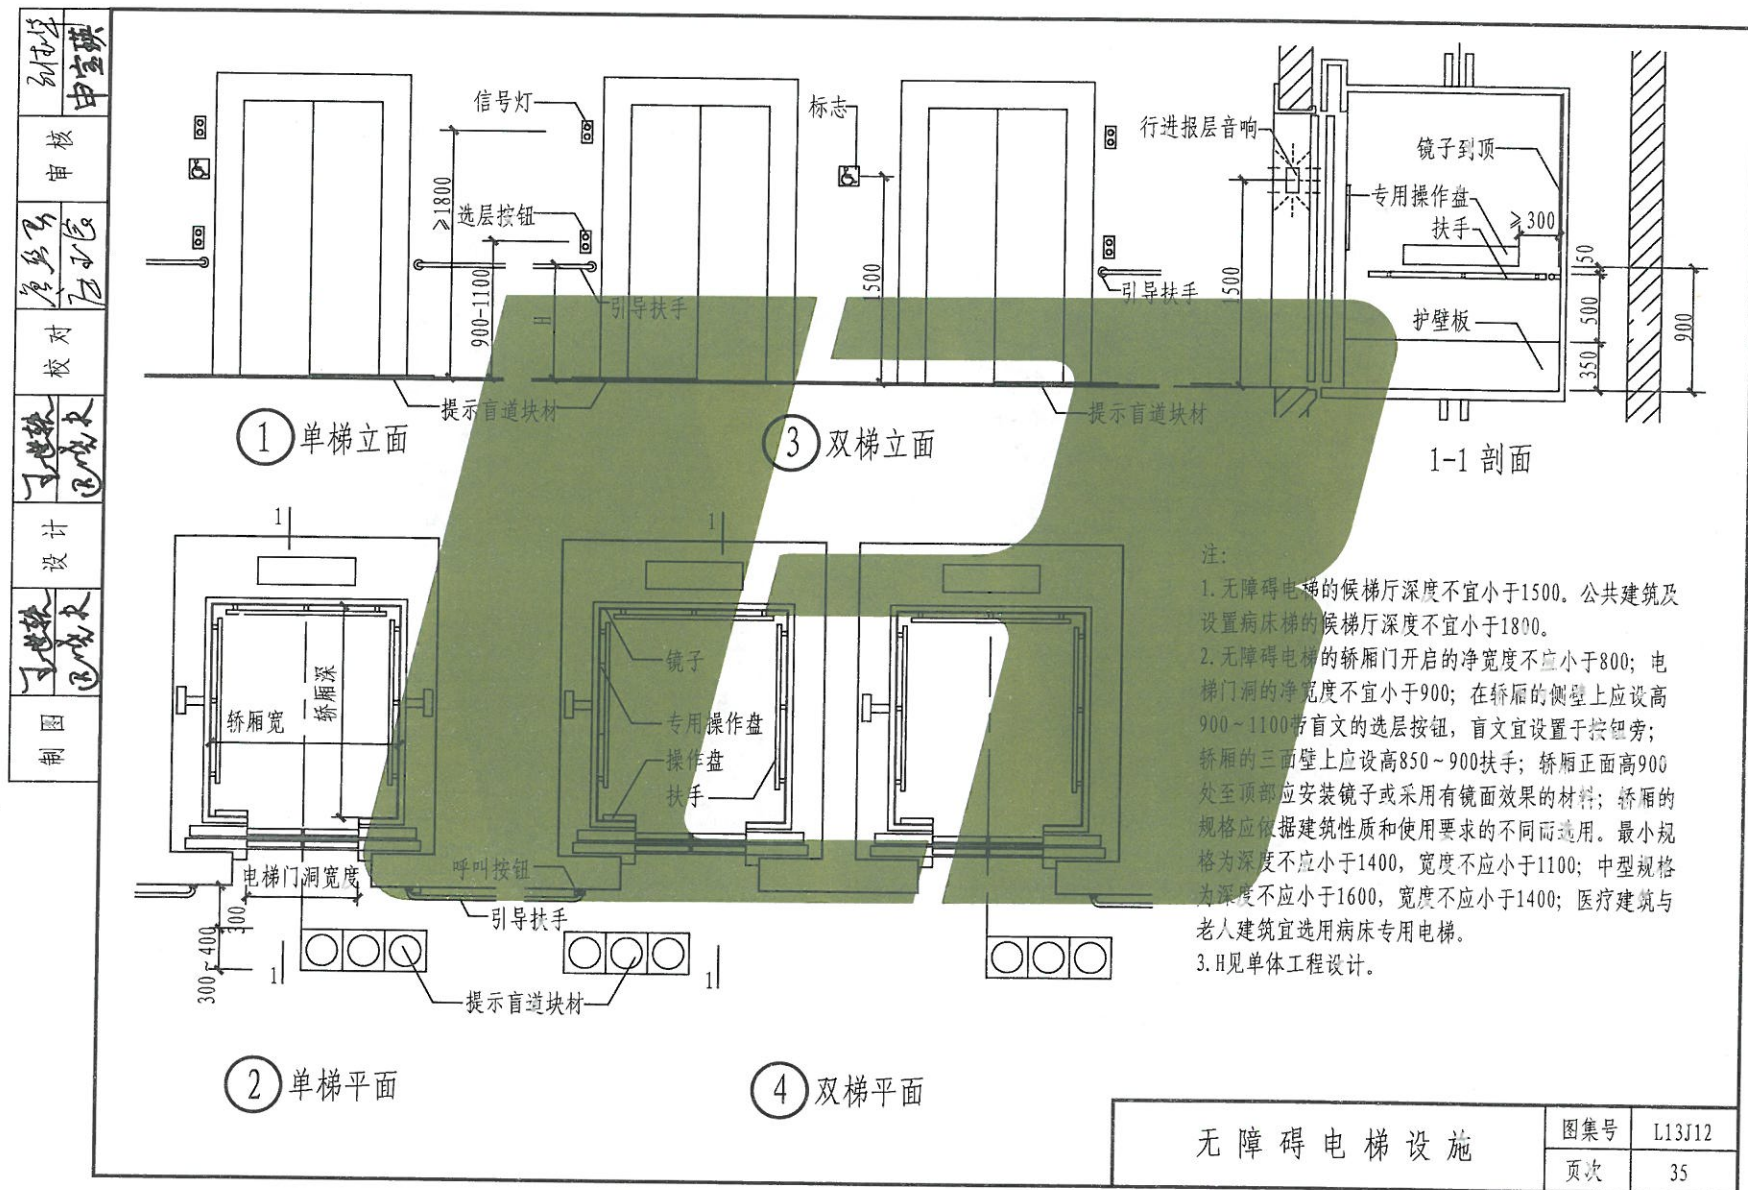 申宝瑛
审核
校对
设计
制图
信号灯
标志
≥1800
选层按钮
900-1100
H
引导扶手
1500
引导扶手
提示盲道块材
提示盲道块材
1 单梯立面
3 双梯立面
行进报层音响
镜子到顶
专用操作盘
≥300
扶手
50
1500
500
护壁板
900
350
1-1 剖面
1
1
轿厢宽
轿厢深
镜子
专用操作盘
操作盘
扶手
电梯门洞宽度
呼叫按钮
引导扶手
300
300~400
1
1
提示盲道块材
2 单梯平面
4 双梯平面
注:
1.无障碍电梯的候梯厅深度不宜小于1500。公共建筑及
设置病床梯的候梯厅深度不宜小于1800。
2.无障碍电梯的轿厢门开启的净宽度不应小于800; 电
梯门洞的净宽度不宜小于900; 在轿厢的侧壁上应设高
900~1100带盲文的选层按钮, 盲文宜设置于按钮旁;
轿厢的三面壁上应设高850~900扶手; 轿厢正面高900
处至顶部应安装镜子或采用有镜面效果的材料; 轿厢的
规格应依据建筑性质和使用要求的不同而选用。最小规
格为深度不应小于1400, 宽度不应小于1100; 中型规格
为深度不应小于1600, 宽度不应小于1400; 医疗建筑与
老人建筑宜选用病床专用电梯。
3.H见单体工程设计。
无障碍电梯设施
图集号 L13J12
页次 35